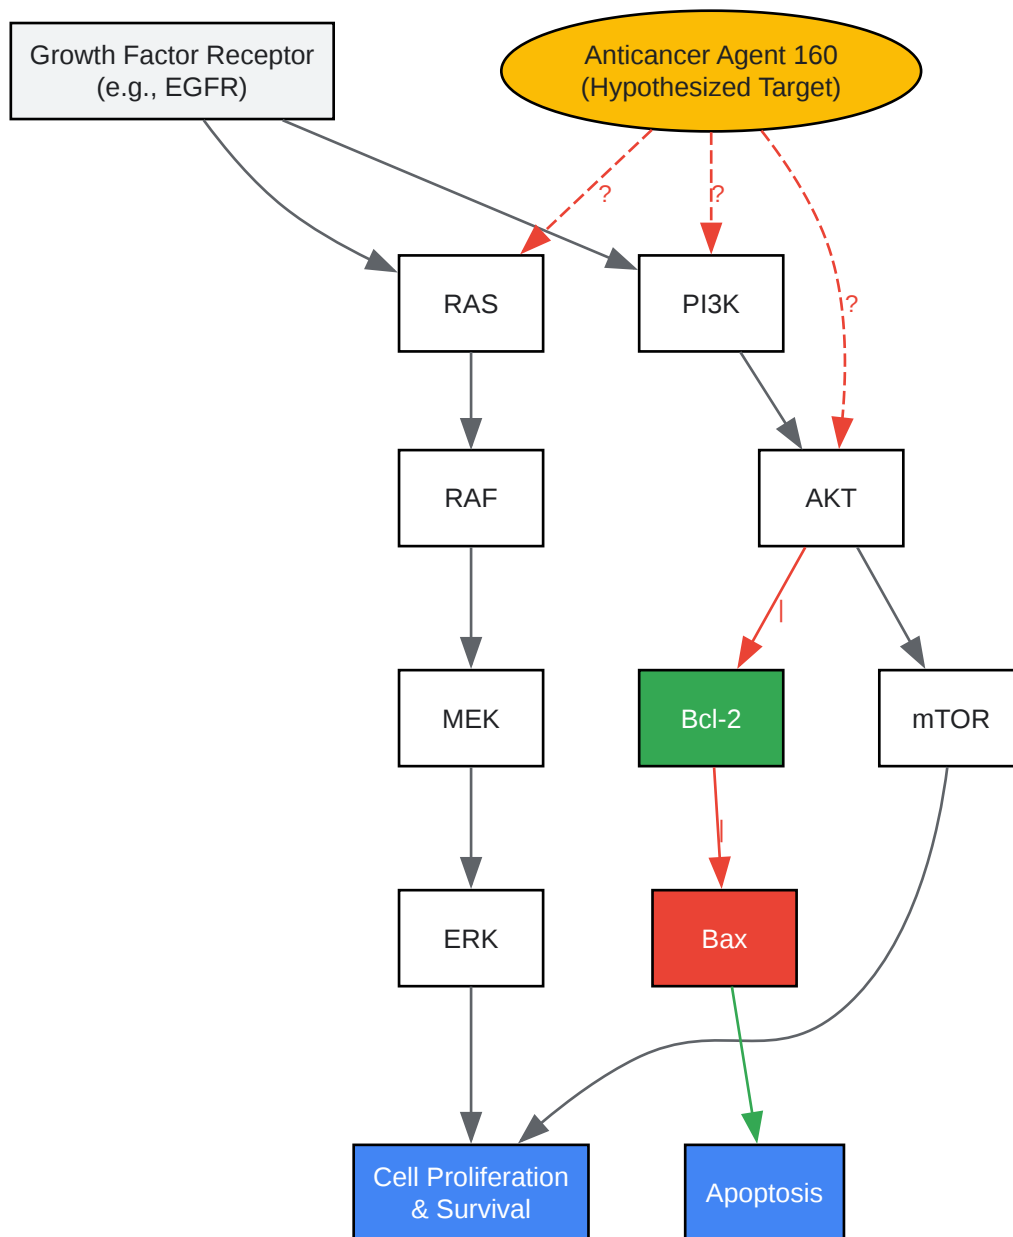 Growth Factor Receptor
(e.g., EGFR)
Anticancer Agent 160
(Hypothesized Target)
?
?
?
RAS
PI3K
RAF
AKT
|
MEK
Bcl-2
mTOR
|
ERK
Bax
Cell Proliferation
& Survival
Apoptosis